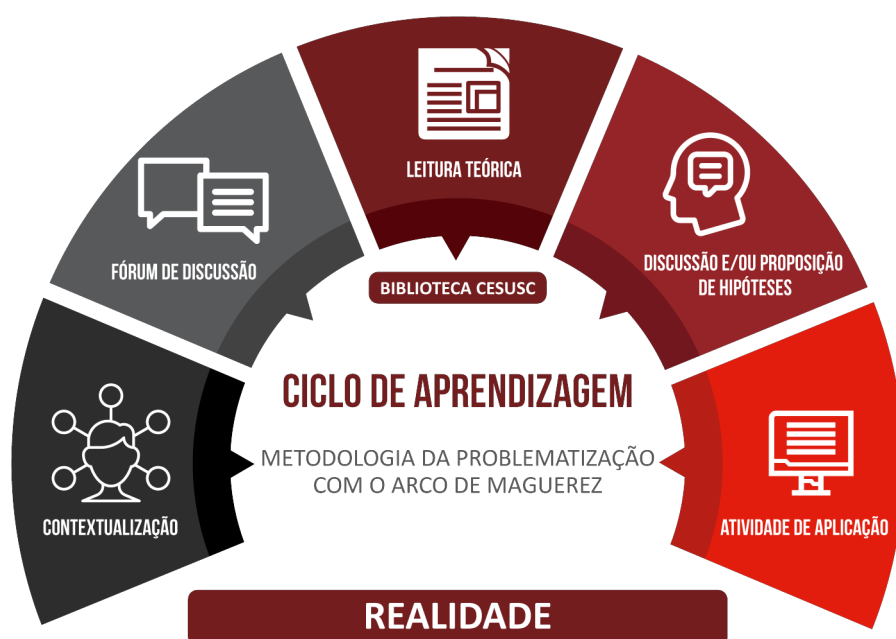 LEITURA TEÓRICA
FÓRUM DE DISCUSSÃO
DISCUSSÃO E/OU PROPOSIÇÃO
DE HIPÓTESES
BIBLIOTECA CESUSC
CICLO DE APRENDIZAGEM
METODOLOGIA DA PROBLEMATIZAÇÃO
COM O ARCO DE MAGUEREZ
CONTEXTUALIZAÇÃO
ATIVIDADE DE APLICAÇÃO
REALIDADE